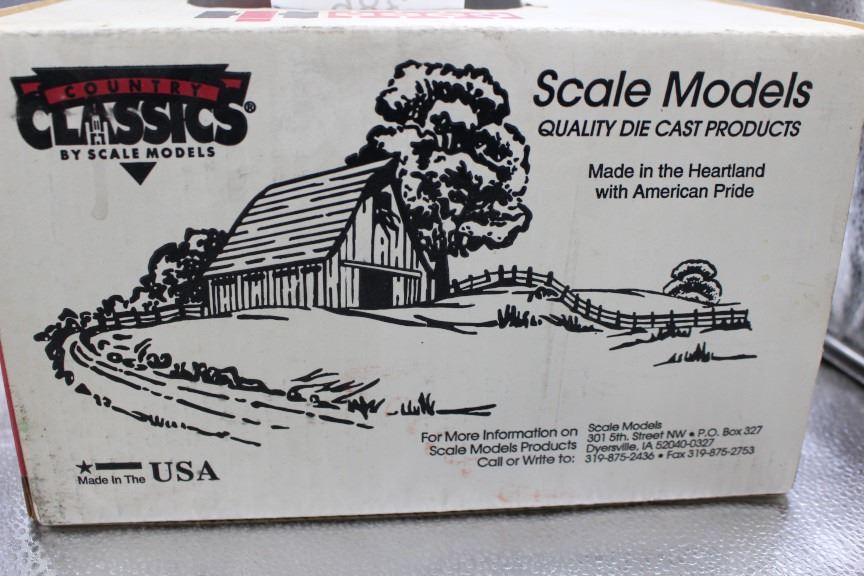 COUNTRY
CLASSICS®
BY SCALE MODELS
Scale Models
QUALITY DIE CAST PRODUCTS
Made in the Heartland
with American Pride
For More Information on
Scale Models Products
Call or Write to:
Scale Models
301 5th. Street NW ★ P.O. Box 327
Dyersville, IA 52040-0327
319-875-2436 • Fax 319-875-2753
Made In The USA